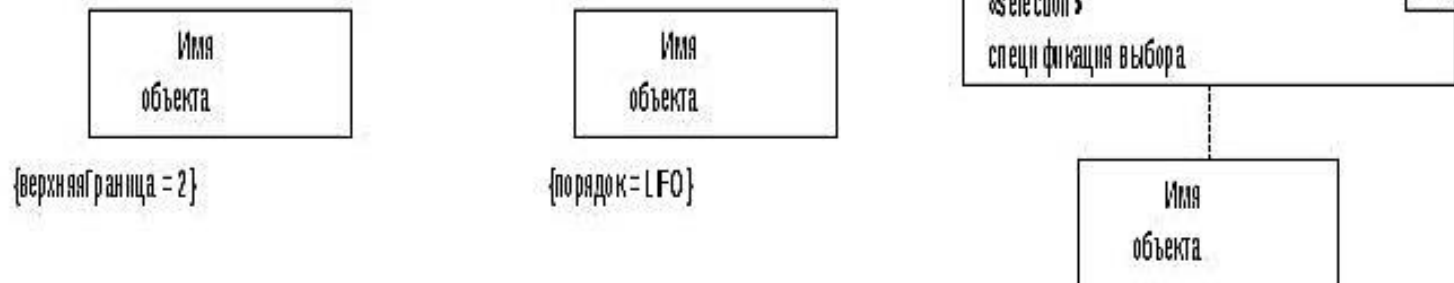 Имя
объекта
{верхняяГраница = 2}
Имя
объекта
{порядок = LIFO}
«selection»
спецификация выбора
Имя
объекта